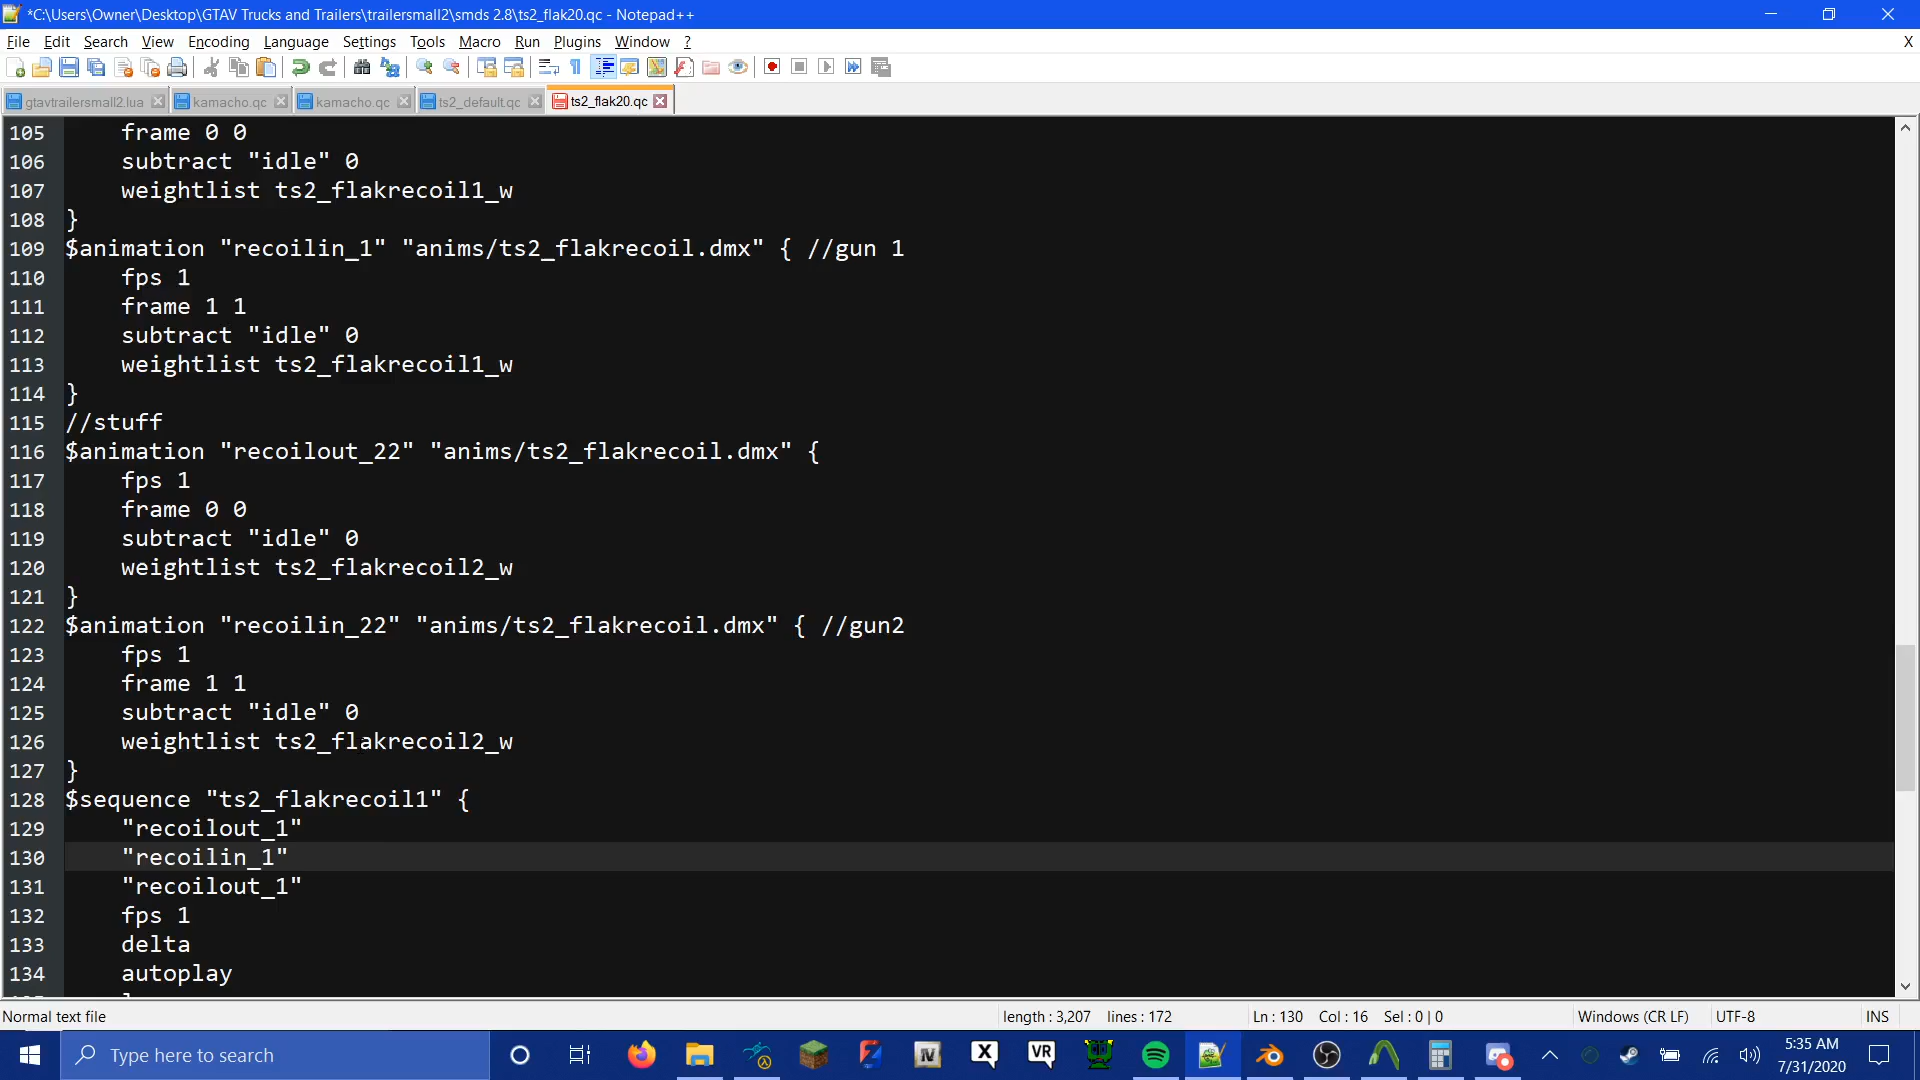 *C:\Users\Owner\Desktop\GTAV Trucks and Trailers\trailersmall2\smds 2.8\ts2_flak20.qc - Notepad++
File Edit Search View Encoding Language Settings Tools Macro Run Plugins Window ? X
gtavtrailersmall2.lua kamacho.qc kamacho.qc ts2_default.qc ts2_flak20.qc
105 frame 0 0
106 subtract "idle" 0
107 weightlist ts2_flakrecoil1_w
108 }
109 $animation "recoilin_1" "anims/ts2_flakrecoil.dmx" { //gun 1
110 fps 1
111 frame 1 1
112 subtract "idle" 0
113 weightlist ts2_flakrecoil1_w
114 }
115 //stuff
116 $animation "recoilout_22" "anims/ts2_flakrecoil.dmx" {
117 fps 1
118 frame 0 0
119 subtract "idle" 0
120 weightlist ts2_flakrecoil2_w
121 }
122 $animation "recoilin_22" "anims/ts2_flakrecoil.dmx" { //gun2
123 fps 1
124 frame 1 1
125 subtract "idle" 0
126 weightlist ts2_flakrecoil2_w
127 }
128 $sequence "ts2_flakrecoil1" {
129 "recoilout_1"
130 "recoilin_1"
131 "recoilout_1"
132 fps 1
133 delta
134 autoplay
Normal text file length : 3,207 lines : 172 Ln : 130 Col : 16 Sel : 0 | 0 Windows (CR LF) UTF-8 INS
Type here to search IV X VR 5:35 AM
7/31/2020